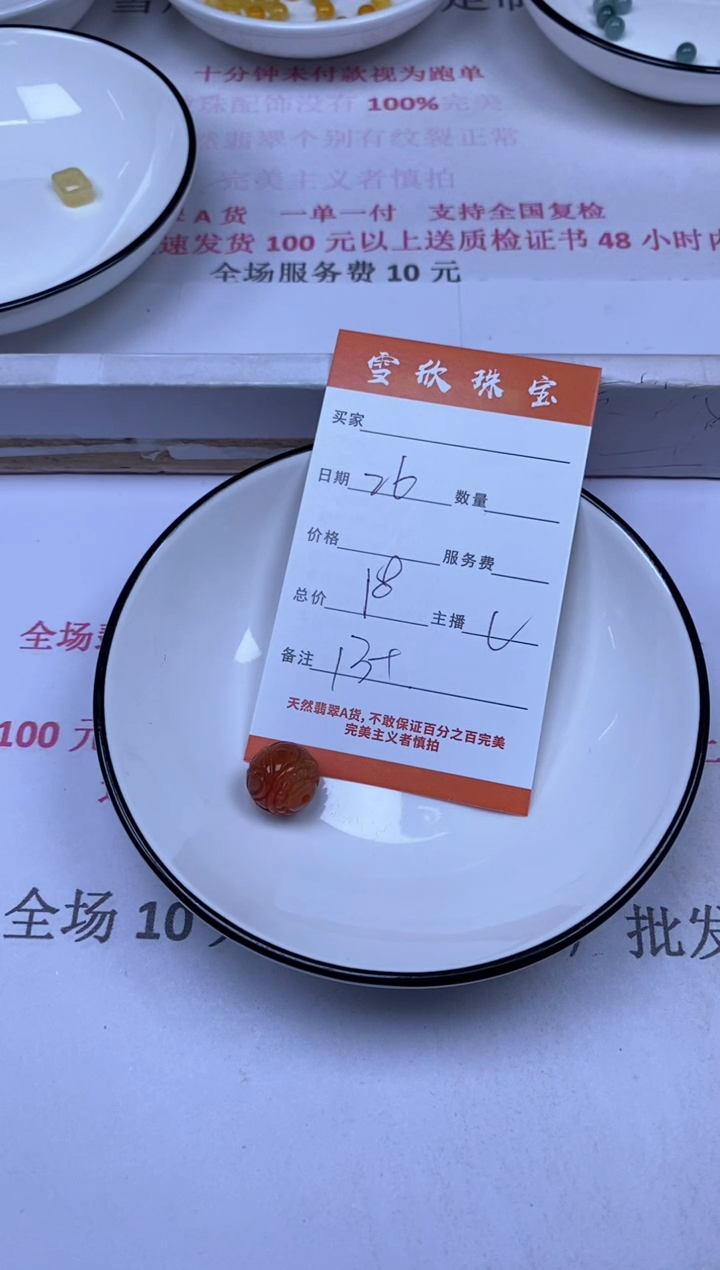 十分钟未付款视为跑单
珠配饰没有 100%完美
然翡翠个别有纹裂正常
完美主义者慎拍
A 货 一单一付 支持全国复检
速发货 100 元以上送质检证书 48 小时内
全场服务费 10 元
雪欣珠宝
买家
日期 26 数量
价格 服务费
总价 18 主播
备注 13+
天然翡翠A货,不敢保证百分之百完美
完美主义者慎拍
全场
100 元
全场 10
批发